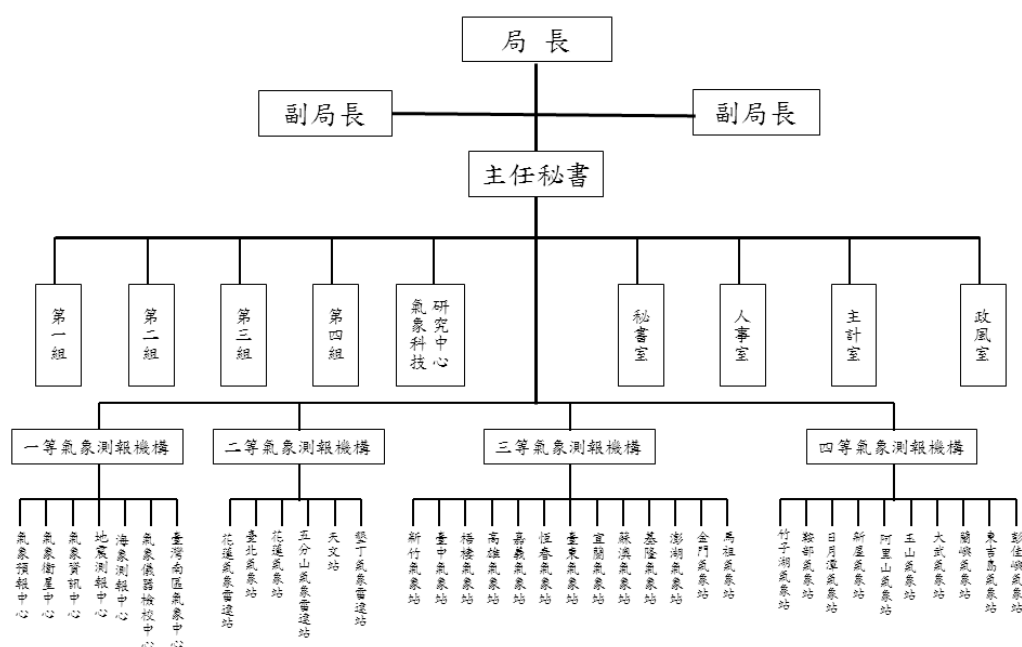 局 長
副局長
副局長
主任秘書
第一組
第二組
第三組
第四組
氣象科技
研究中心
秘書室
人事室
主計室
政風室
一等氣象測報機構
二等氣象測報機構
三等氣象測報機構
四等氣象測報機構
氣象預報中心
氣象衛星中心
氣象資訊中心
地震測報中心
海象測報中心
氣象儀器檢校中心
臺灣南區氣象中心
花蓮氣象雷達站
臺北氣象站
花蓮氣象站
五分山氣象雷達站
天文站
墾丁氣象雷達站
新竹氣象站
臺中氣象站
梧棲氣象站
高雄氣象站
嘉義氣象站
恆春氣象站
臺東氣象站
宜蘭氣象站
蘇澳氣象站
基隆氣象站
澎湖氣象站
金門氣象站
馬祖氣象站
竹子湖氣象站
鞍部氣象站
日月潭氣象站
新屋氣象站
阿里山氣象站
玉山氣象站
大武氣象站
蘭嶼氣象站
東吉島氣象站
彭佳嶼氣象站